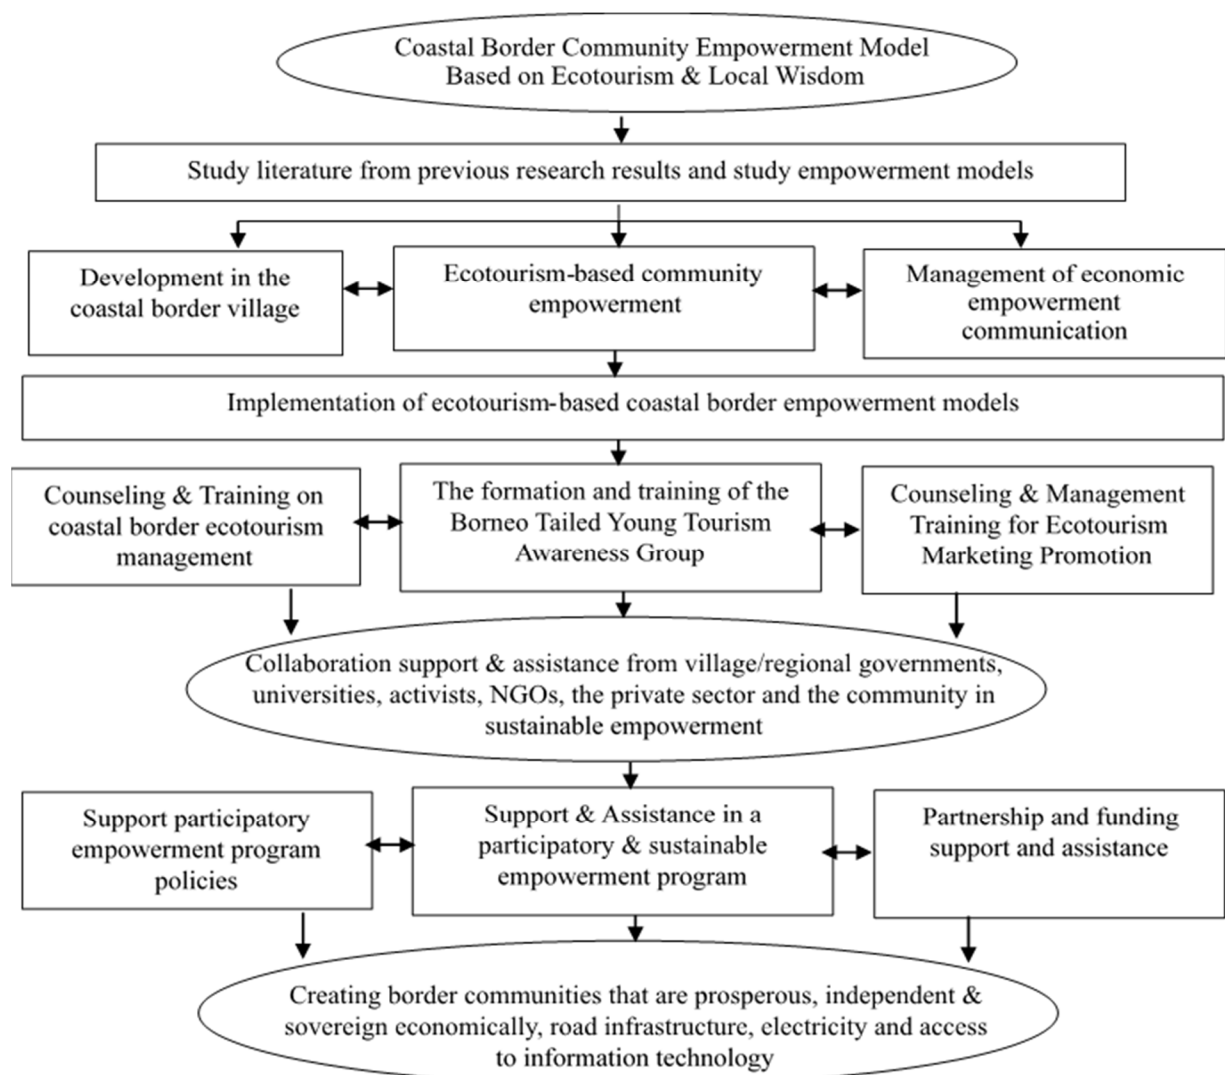 Coastal Border Community Empowerment Model
Based on Ecotourism & Local Wisdom
Study literature from previous research results and study empowerment models
Development in the
coastal border village
Ecotourism-based community
empowerment
Management of economic
empowerment
communication
Implementation of ecotourism-based coastal border empowerment models
Counseling & Training on
coastal border ecotourism
management
The formation and training of the
Borneo Tailed Young Tourism
Awareness Group
Counseling & Management
Training for Ecotourism
Marketing Promotion
Collaboration support & assistance from village/regional governments,
universities, activists, NGOs, the private sector and the community in
sustainable empowerment
Support participatory
empowerment program
policies
Support & Assistance in a
participatory & sustainable
empowerment program
Partnership and funding
support and assistance
Creating border communities that are prosperous, independent &
sovereign economically, road infrastructure, electricity and access
to information technology